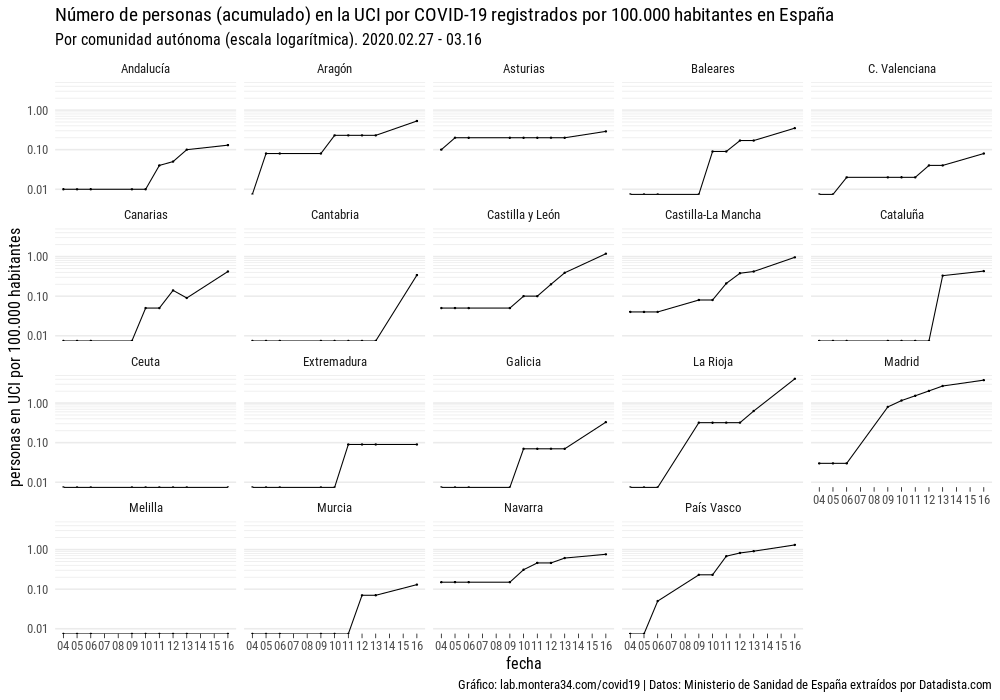 Número de personas (acumulado) en la UCI por COVID-19 registrados por 100.000 habitantes en España
Por comunidad autónoma (escala logarítmica). 2020.02.27 - 03.16
Andalucía Aragón Asturias Baleares C. Valenciana
1.00
0.10
0.01
Canarias Cantabria Castilla y León Castilla-La Mancha Cataluña
1.00
0.10
0.01
personas en UCI por 100.000 habitantes
Ceuta Extremadura Galicia La Rioja Madrid
1.00
0.10
0.01
04 05 06 07 08 09 10 11 12 13 14 15 16
Melilla Murcia Navarra País Vasco
1.00
0.10
0.01
04 05 06 07 08 09 10 11 12 13 14 15 16 04 05 06 07 08 09 10 11 12 13 14 15 16 04 05 06 07 08 09 10 11 12 13 14 15 16 04 05 06 07 08 09 10 11 12 13 14 15 16
fecha
Gráfico: lab.montera34.com/covid19 | Datos: Ministerio de Sanidad de España extraídos por Datadista.com